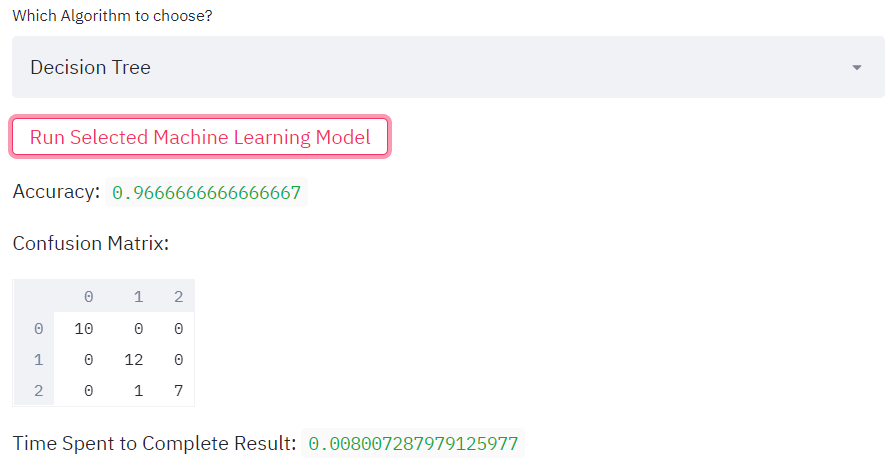 Which Algorithm to choose?
Decision Tree
Run Selected Machine Learning Model
Accuracy: 0.9666666666666667
Confusion Matrix:
0 1 2
0 10 0 0
1 0 12 0
2 0 1 7
Time Spent to Complete Result: 0.008007287979125977